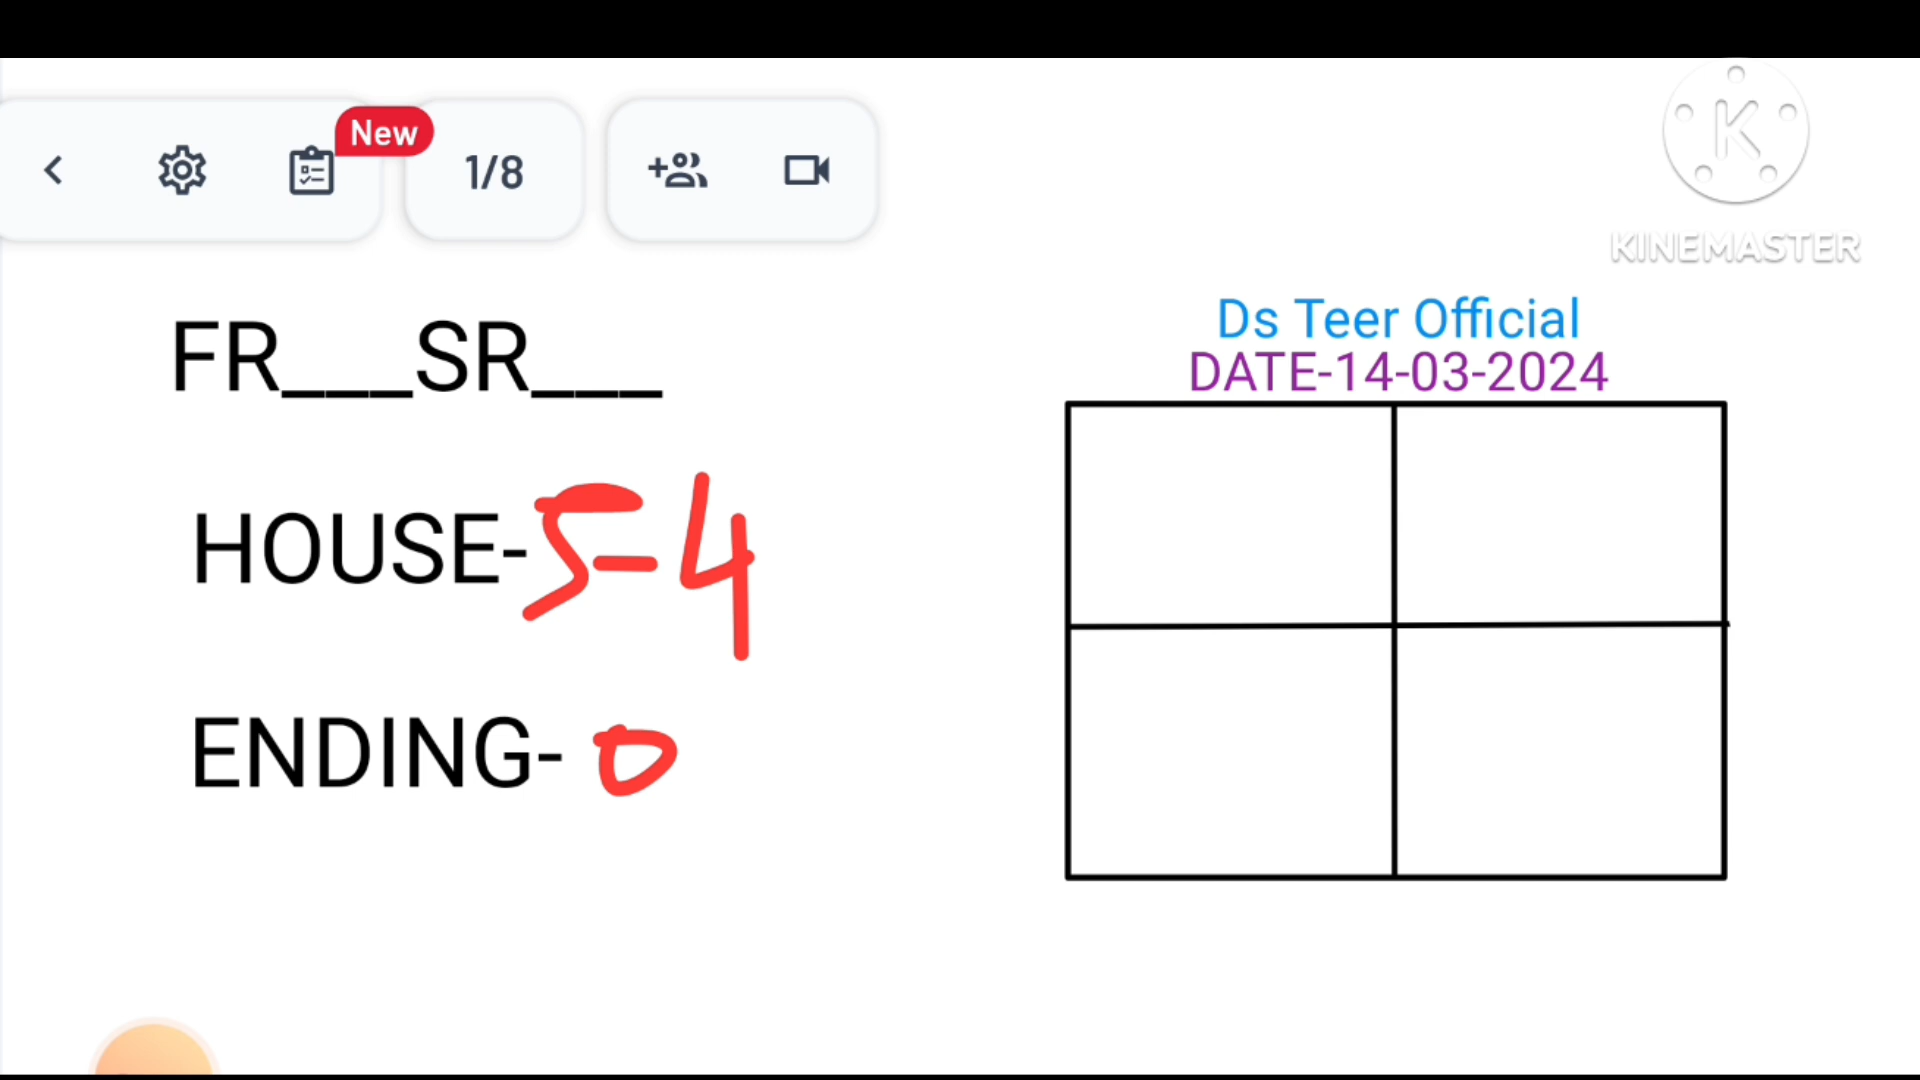 New
1/8
KINEMASTER
FR___SR___
Ds Teer Official
DATE-14-03-2024
HOUSE-5-4
ENDING-0